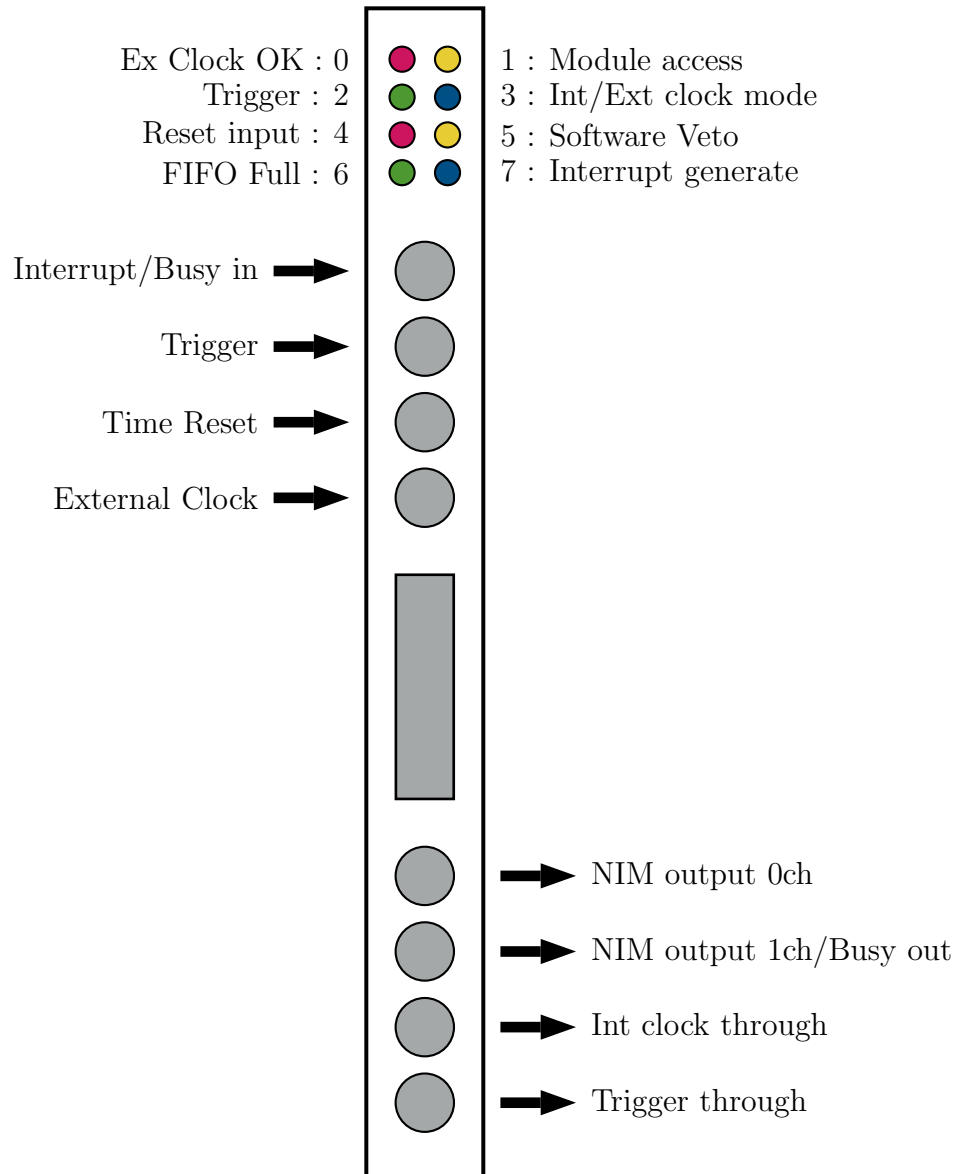 Ex Clock OK : 0
1 : Module access
Trigger : 2
3 : Int/Ext clock mode
Reset input : 4
5 : Software Veto
FIFO Full : 6
7 : Interrupt generate
Interrupt/Busy in
Trigger
Time Reset
External Clock
NIM output 0ch
NIM output 1ch/Busy out
Int clock through
Trigger through